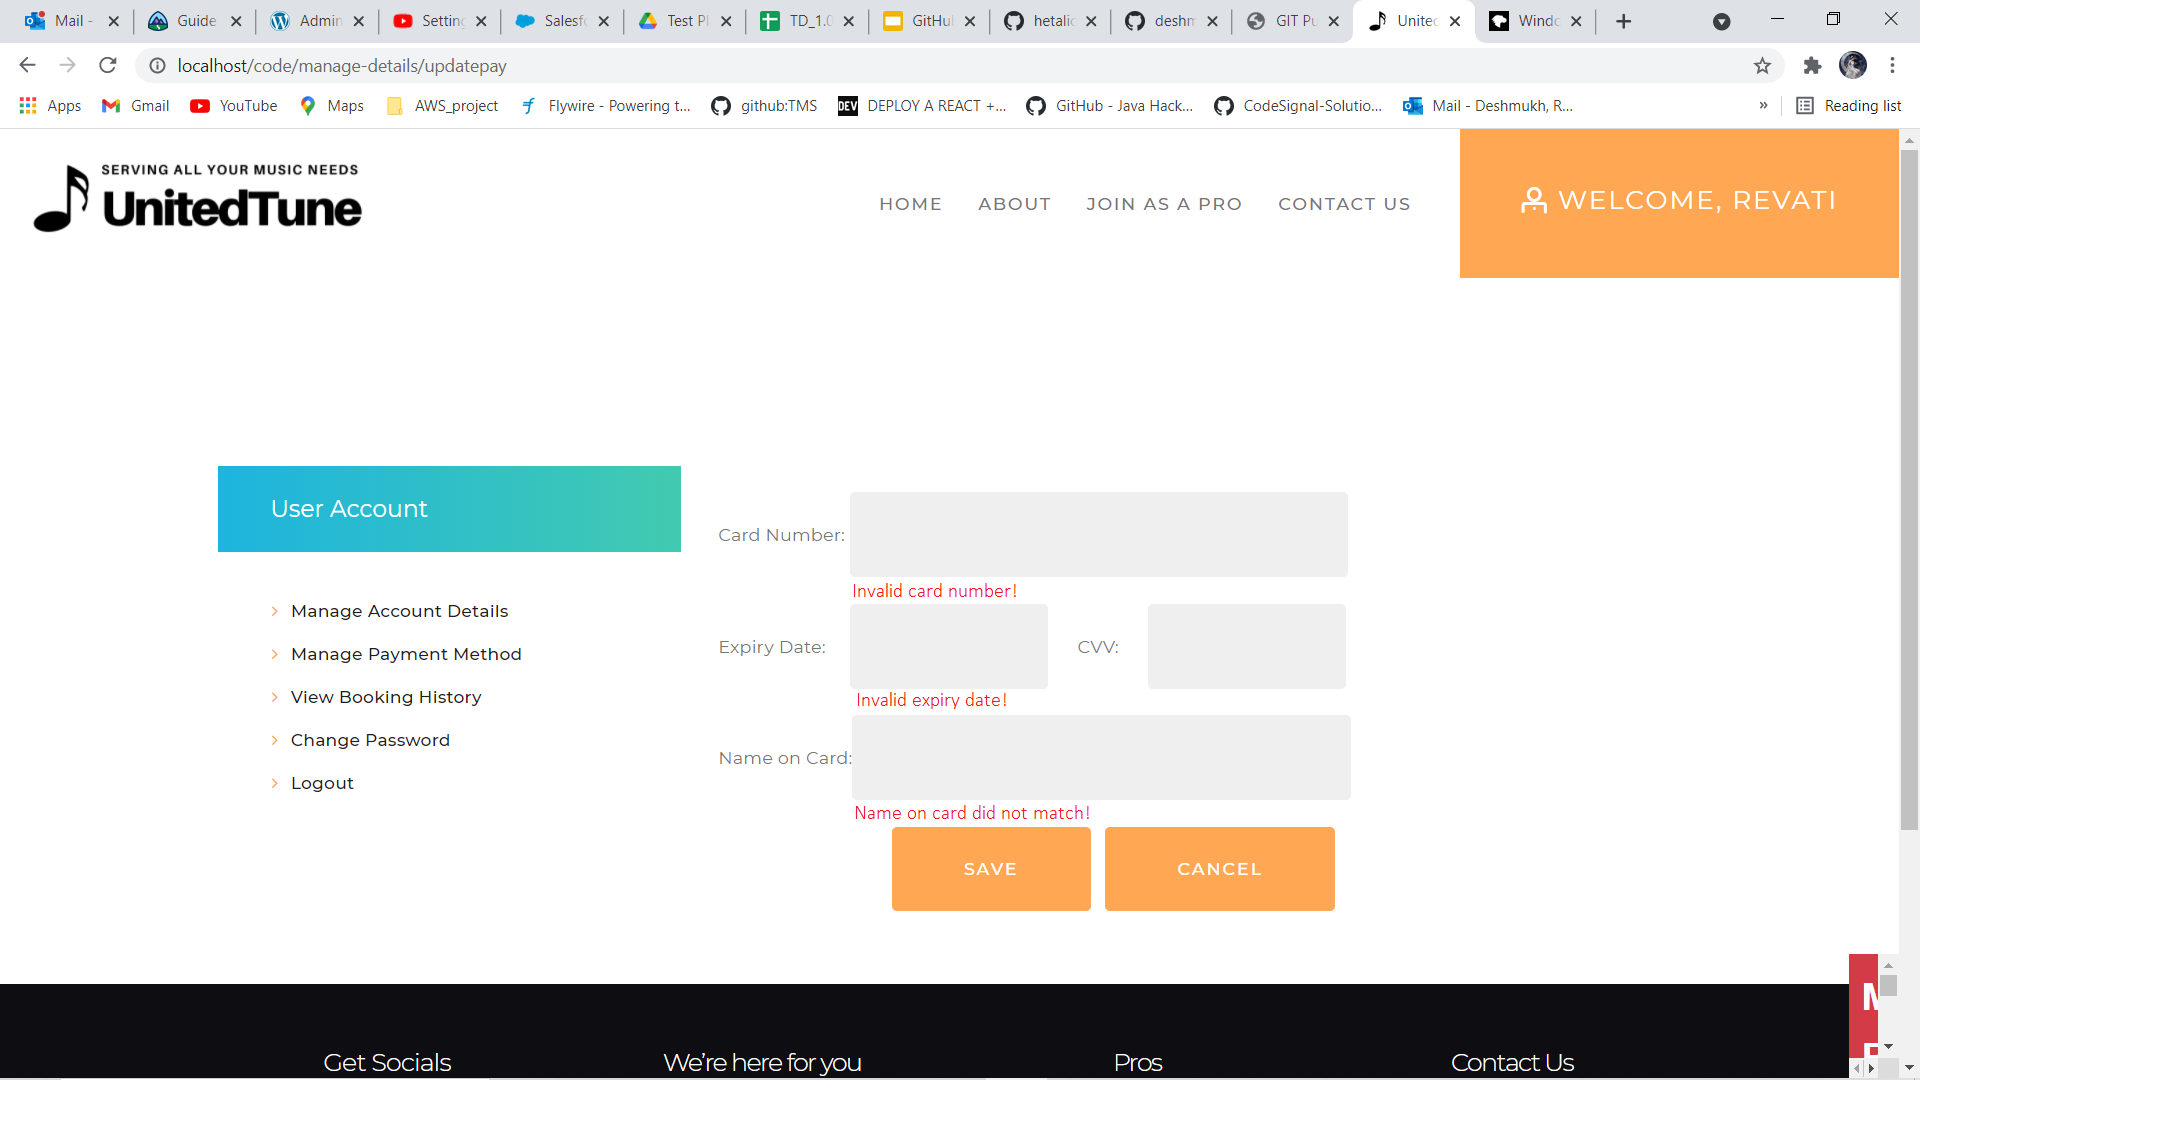 Mail -
Guide
Admin
Setting
Salesfo
Test Pl
TD_1.0
GitHul
hetalic
deshm
GIT Pu
United
Windo
localhost/code/manage-details/updatepay
Apps
Gmail
YouTube
Maps
AWS_project
Flywire - Powering t...
github:TMS
DEV
DEPLOY A REACT +...
GitHub - Java Hack...
CodeSignal-Solutio...
Mail - Deshmukh, R...
»
Reading list
SERVING ALL YOUR MUSIC NEEDS
UnitedTune
HOME
ABOUT
JOIN AS A PRO
CONTACT US
WELCOME, REVATI
User Account
Manage Account Details
Manage Payment Method
View Booking History
Change Password
Logout
Card Number:
Invalid card number!
Expiry Date:
CVV:
Invalid expiry date!
Name on Card:
Name on card did not match!
SAVE
CANCEL
Get Socials
We're here for you
Pros
Contact Us